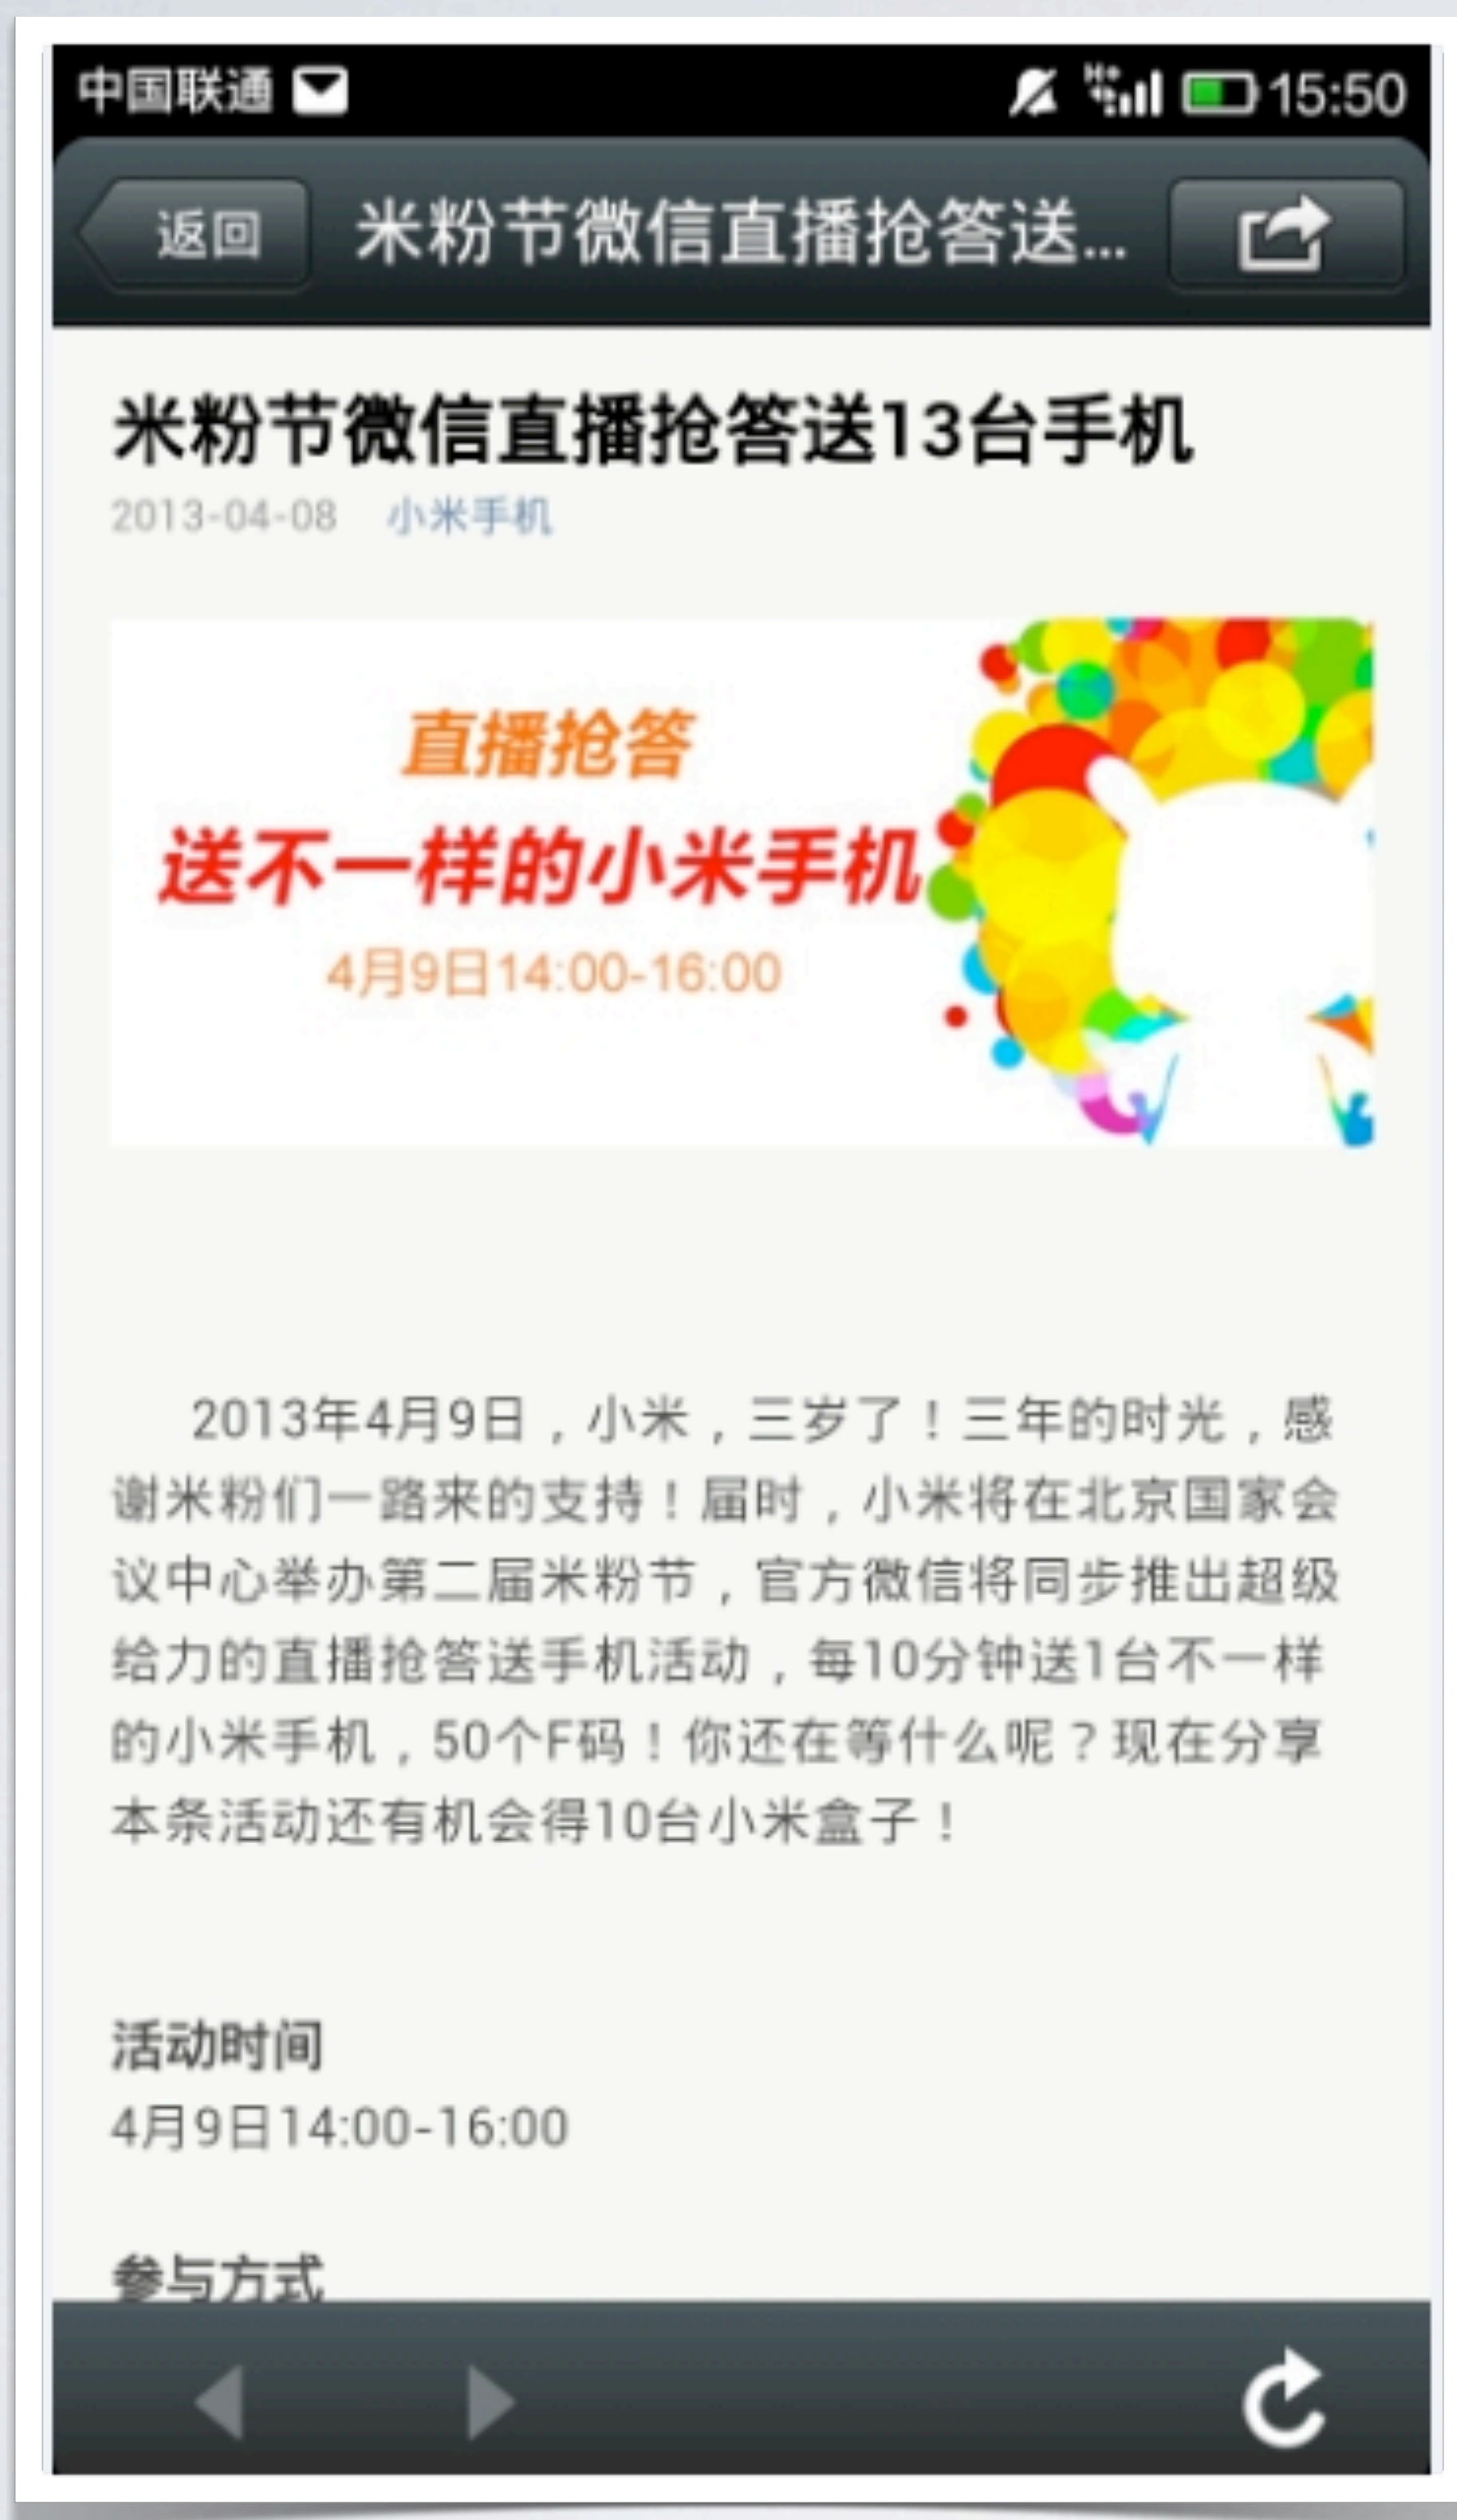 中国联通 15:50
返回 米粉节微信直播抢答送...
米粉节微信直播抢答送13台手机
2013-04-08 小米手机
直播抢答
送不一样的小米手机
4月9日14:00-16:00
2013年4月9日，小米，三岁了！三年的时光，感
谢米粉们一路来的支持！届时，小米将在北京国家会
议中心举办第二届米粉节，官方微信将同步推出超级
给力的直播抢答送手机活动，每10分钟送1台不一样
的小米手机，50个F码！你还在等什么呢？现在分享
本条活动还有机会得10台小米盒子！
活动时间
4月9日14:00-16:00
参与方式